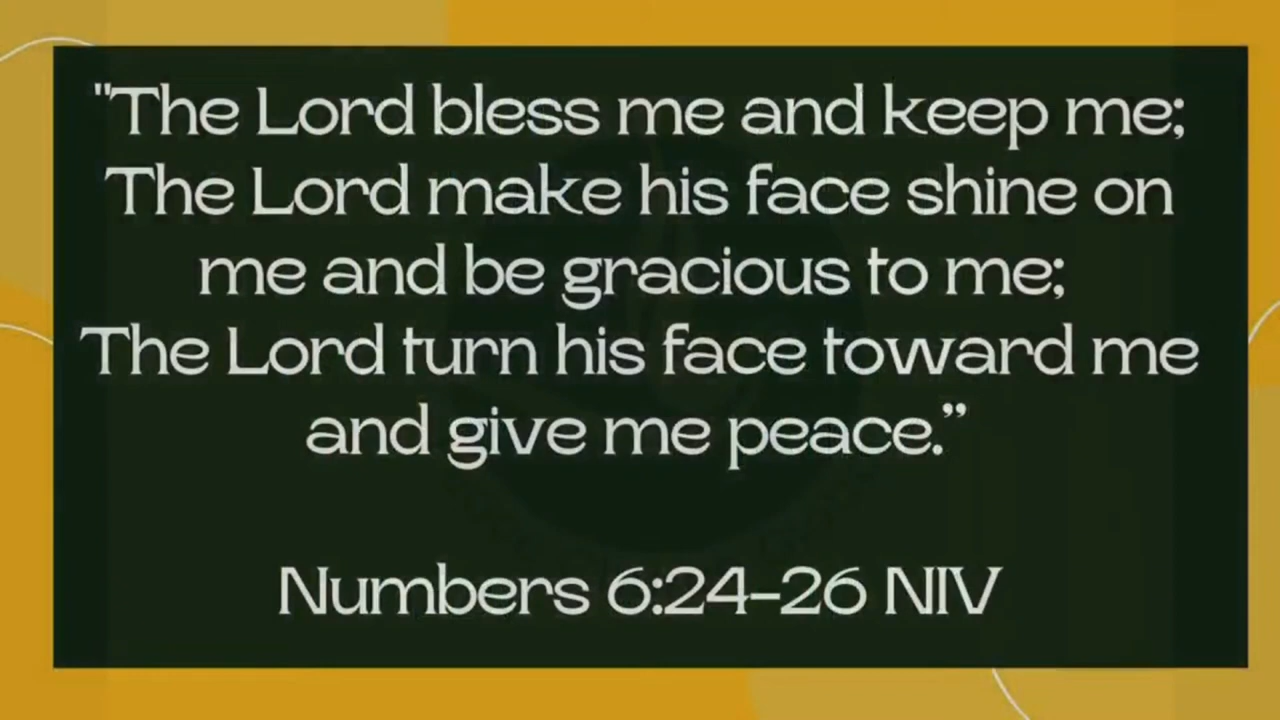 "The Lord bless me and keep me;
The Lord make his face shine on
me and be gracious to me;
The Lord turn his face toward me
and give me peace.”
Numbers 6:24-26 NIV